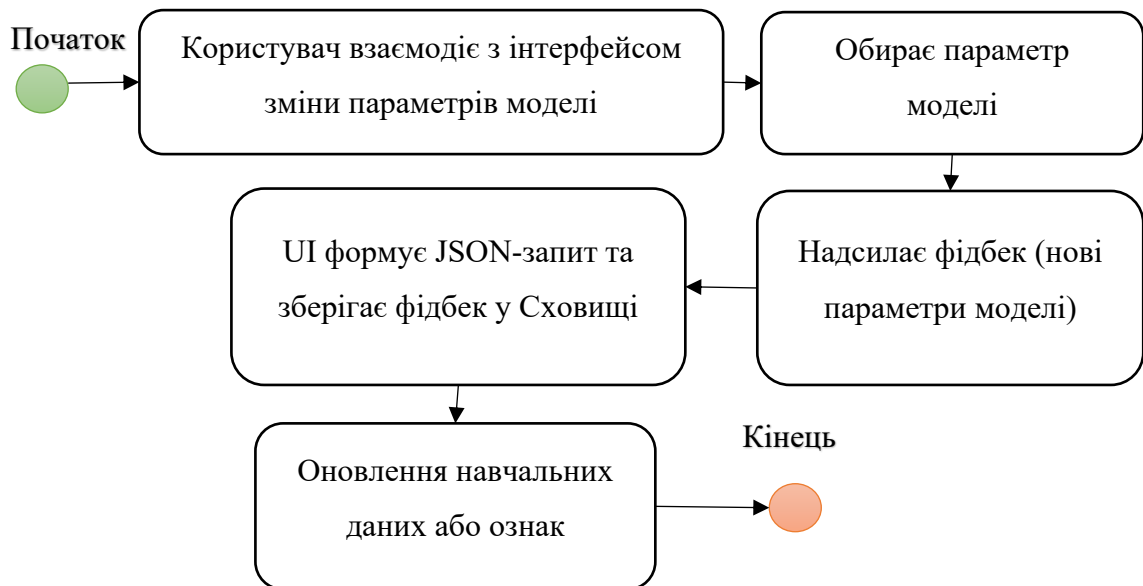 Початок
Користувач взаємодіє з інтерфейсом
зміни параметрів моделі
Обирає параметр
моделі
Надсилає фідбек (нові
параметри моделі)
UI формує JSON-запит та
зберігає фідбек у Сховищі
Оновлення навчальних
даних або ознак
Кінець